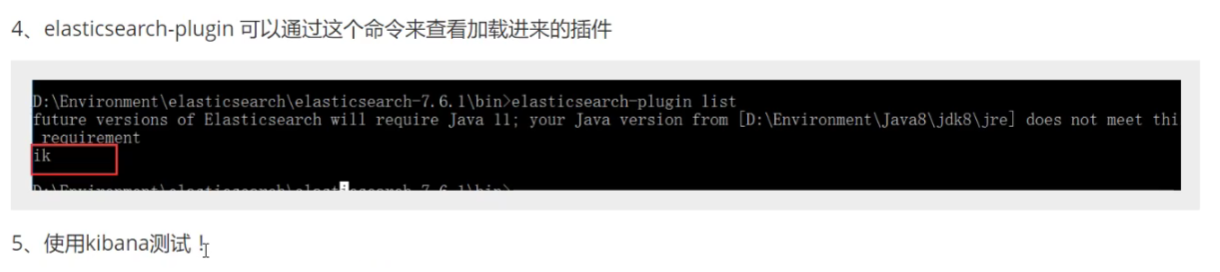 4、elasticsearch-plugin 可以通过这个命令来查看加载进来的插件
D:\Environment\elasticsearch\elasticsearch-7.6.1\bin>elasticsearch-plugin list
future versions of Elasticsearch will require Java 11; your Java version from [D:\Environment\Java8\jdk8\jre] does not meet thi
requirement
ik
D:\Environment\elasticsearch\elasticsearch-7.6.1\bin>
5、使用kibana测试！